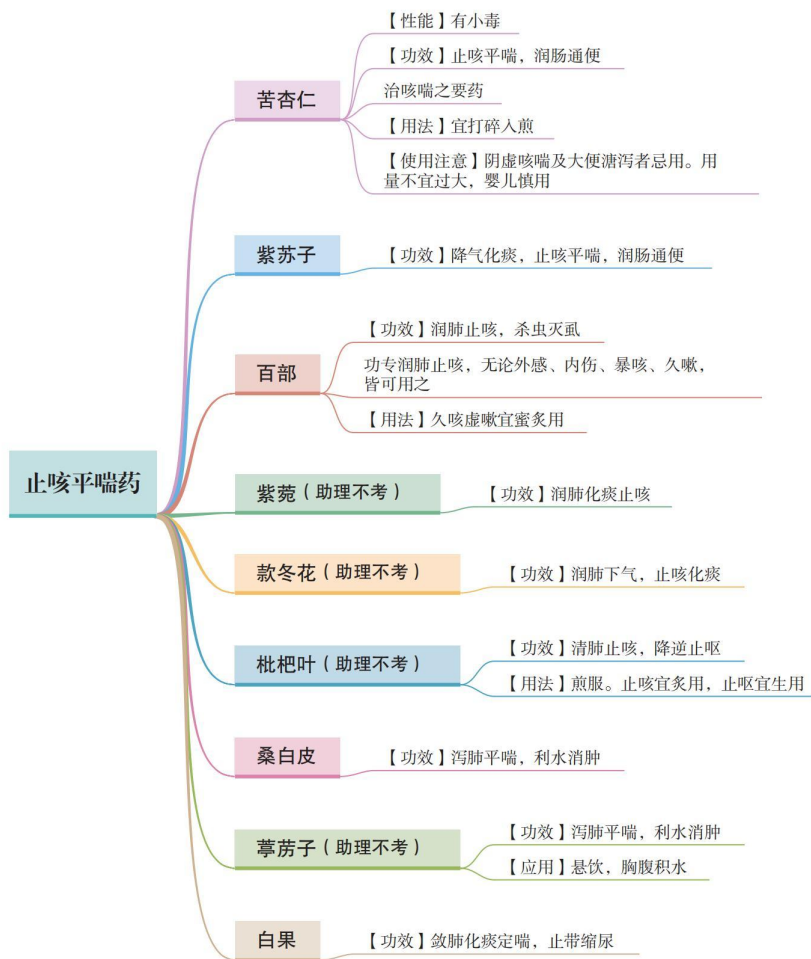 止咳平喘药
苦杏仁
【性能】有小毒
【功效】止咳平喘，润肠通便
治咳喘之要药
【用法】宜打碎入煎
【使用注意】阴虚咳喘及大便溏泻者忌用。用
量不宜过大，婴儿慎用
紫苏子
【功效】降气化痰，止咳平喘，润肠通便
百部
【功效】润肺止咳，杀虫灭虱
功专润肺止咳，无论外感、内伤、暴咳、久嗽，
皆可用之
【用法】久咳虚嗽宜蜜炙用
紫菀（助理不考）
【功效】润肺化痰止咳
款冬花（助理不考）
【功效】润肺下气，止咳化痰
枇杷叶（助理不考）
【功效】清肺止咳，降逆止呕
【用法】煎服。止咳宜炙用，止呕宜生用
桑白皮
【功效】泻肺平喘，利水消肿
葶苈子（助理不考）
【功效】泻肺平喘，利水消肿
【应用】悬饮，胸腹积水
白果
【功效】敛肺化痰定喘，止带缩尿